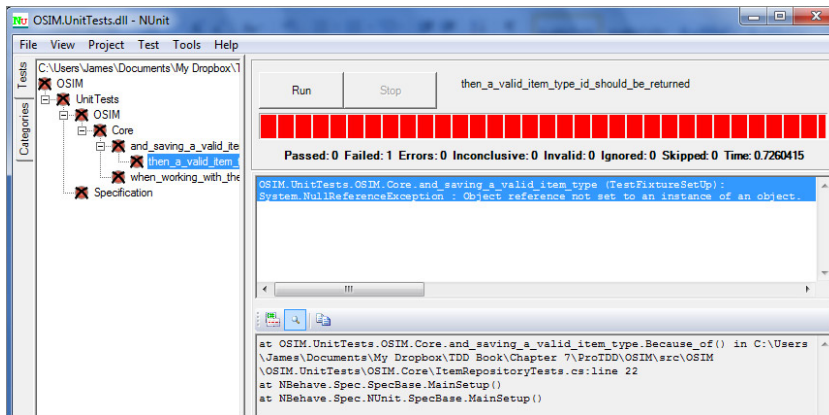 OSIM.UnitTests.dll - NUnit
File View Project Test Tools Help
Tests
Categories
C:\Users\James\Documents\My Dropbox\T
OSIM
UnitTests
OSIM
Core
and_saving_a_valid_ite
then_a_valid_item_
when_working_with_the
Specification
Run
Stop
then_a_valid_item_type_id_should_be_returned
Passed: 0 Failed: 1 Errors: 0 Inconclusive: 0 Invalid: 0 Ignored: 0 Skipped: 0 Time: 0.7260415
OSIM.UnitTests.OSIM.Core.and_saving_a_valid_item_type (TestFixtureSetUp):
System.NullReferenceException : Object reference not set to an instance of an object.
at OSIM.UnitTests.OSIM.Core.and_saving_a_valid_item_type.Because_of() in C:\Users
\James\Documents\My Dropbox\TDD Book\Chapter 7\ProTDD\OSIM\src\OSIM
\OSIM.UnitTests\OSIM.Core\ItemRepositoryTests.cs:line 22
at NBehave.Spec.SpecBase.MainSetup()
at NBehave.Spec.NUnit.SpecBase.MainSetup()